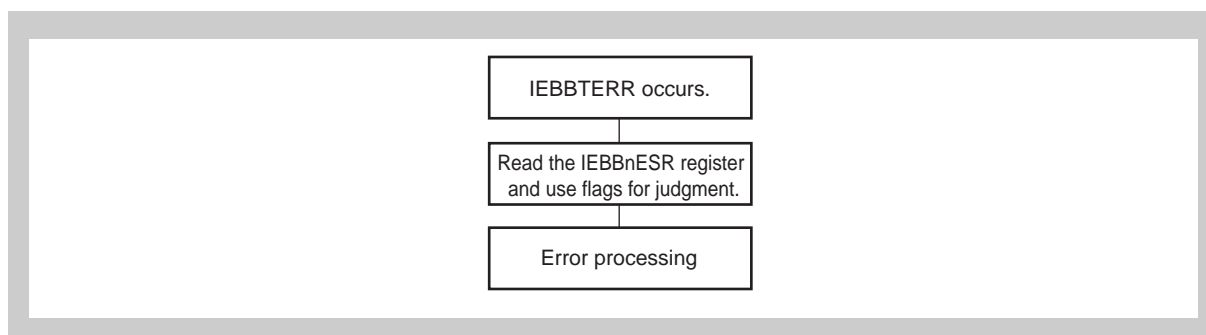 IEBBTERR occurs.
Read the IEBBnESR register
and use flags for judgment.
Error processing